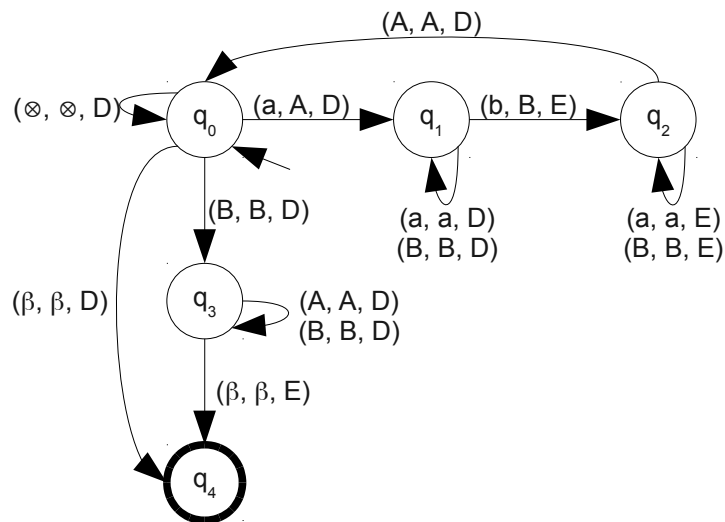 (A, A, D)
(⊗, ⊗, D)
q0
(a, A, D)
q1
(b, B, E)
q2
(B, B, D)
(a, a, D)
(B, B, D)
(a, a, E)
(B, B, E)
(β, β, D)
q3
(A, A, D)
(B, B, D)
(β, β, E)
q4